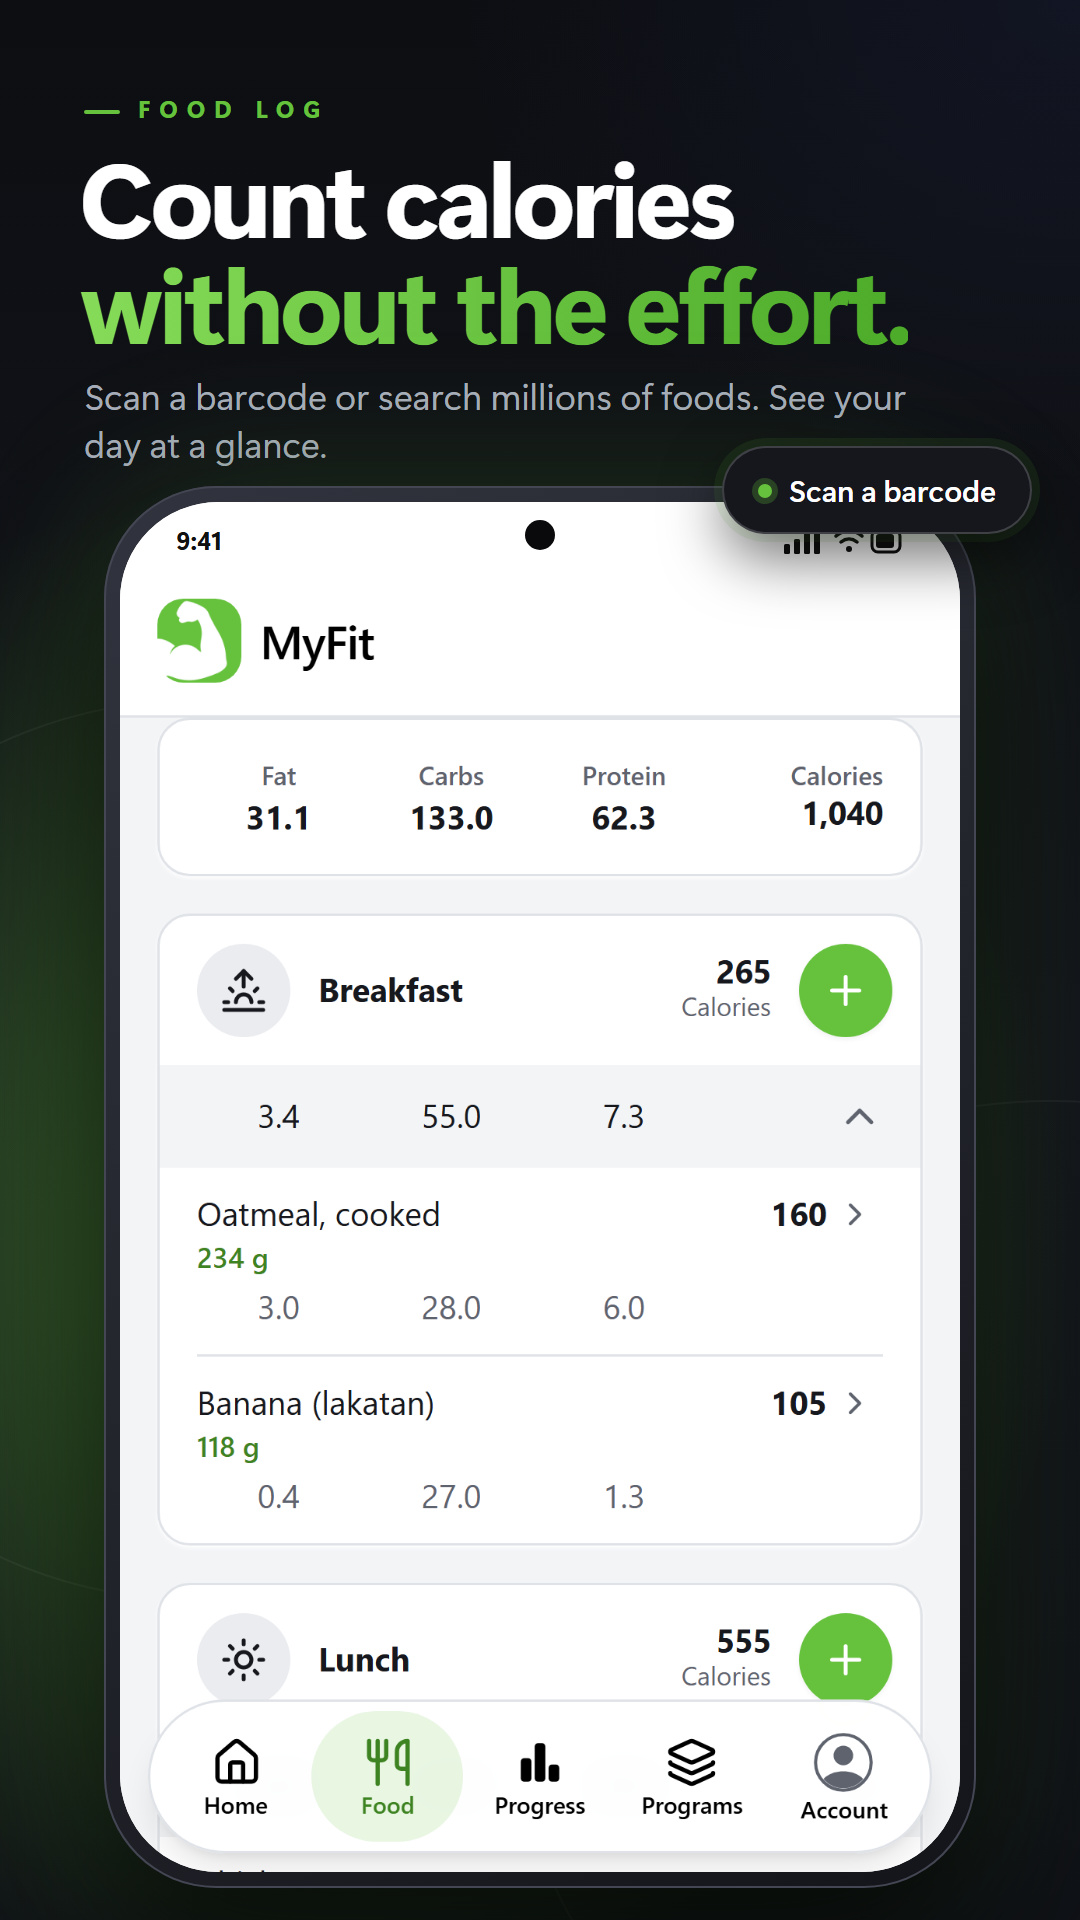 FOOD LOG
Count calories
without the effort.
Scan a barcode or search millions of foods. See your
day at a glance.
Scan a barcode
9:41
MyFit
Fat Carbs Protein Calories
31.1 133.0 62.3 1,040
Breakfast 265
Calories
3.4 55.0 7.3
Oatmeal, cooked 160
234 g
3.0 28.0 6.0
Banana (lakatan) 105
118 g
0.4 27.0 1.3
Lunch 555
Calories
Home Food Progress Programs Account